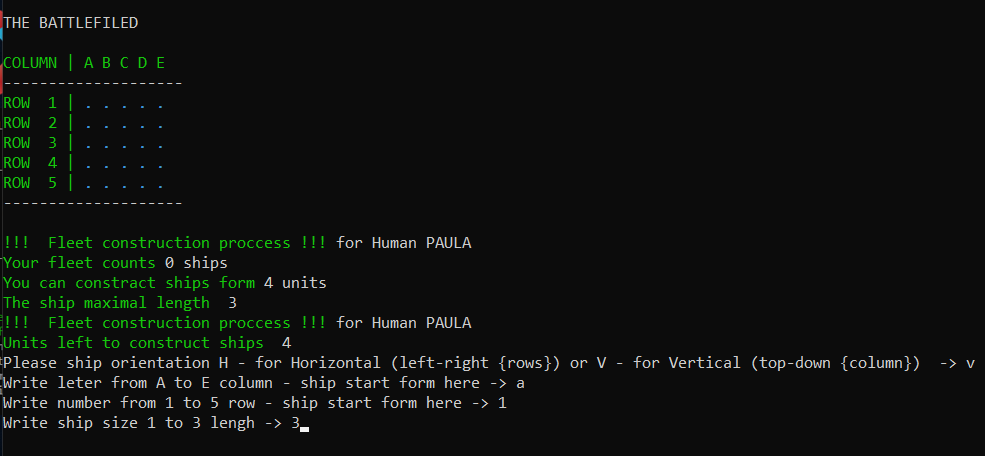 THE BATTLEFILED
COLUMN | A B C D E
--------------------
ROW  1 | . . . . .
ROW  2 | . . . . .
ROW  3 | . . . . .
ROW  4 | . . . . .
ROW  5 | . . . . .
--------------------
!!!  Fleet construction proccess !!! for Human PAULA
Your fleet counts 0 ships
You can constract ships form 4 units
The ship maximal length  3
!!!  Fleet construction proccess !!! for Human PAULA
Units left to construct ships  4
Please ship orientation H - for Horizontal (left-right {rows}) or V - for Vertical (top-down {column})  -> v
Write leter from A to E column - ship start form here -> a
Write number from 1 to 5 row - ship start form here -> 1
Write ship size 1 to 3 lengh -> 3